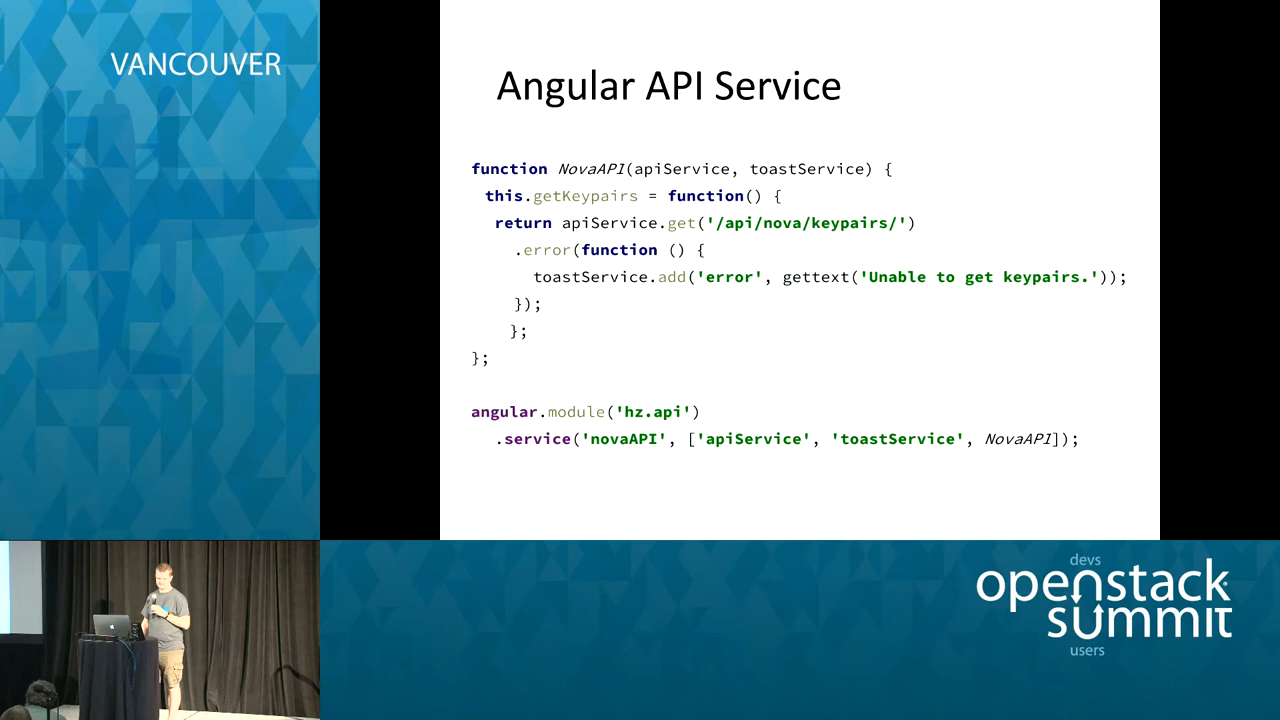 VANCOUVER
Angular API Service
function NovaAPI(apiService, toastService) {
this.getKeypairs = function() {
return apiService.get('/api/nova/keypairs/')
.error(function () {
toastService.add('error', gettext('Unable to get keypairs.'));
});
};
};
angular.module('hz.api')
.service('novaAPI', ['apiService', 'toastService', NovaAPI]);
devs
openstack
summit
users